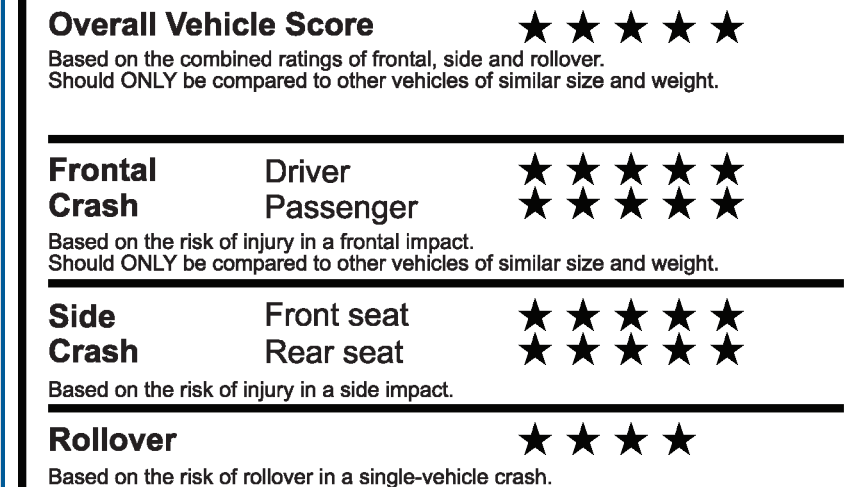 Overall Vehicle Score ★ ★ ★ ★ ★
Based on the combined ratings of frontal, side and rollover.
Should ONLY be compared to other vehicles of similar size and weight.
Frontal Driver ★ ★ ★ ★ ★
Crash Passenger ★ ★ ★ ★ ★
Based on the risk of injury in a frontal impact.
Should ONLY be compared to other vehicles of similar size and weight.
Side Front seat ★ ★ ★ ★ ★
Crash Rear seat ★ ★ ★ ★ ★
Based on the risk of injury in a side impact.
Rollover ★ ★ ★ ★
Based on the risk of rollover in a single-vehicle crash.